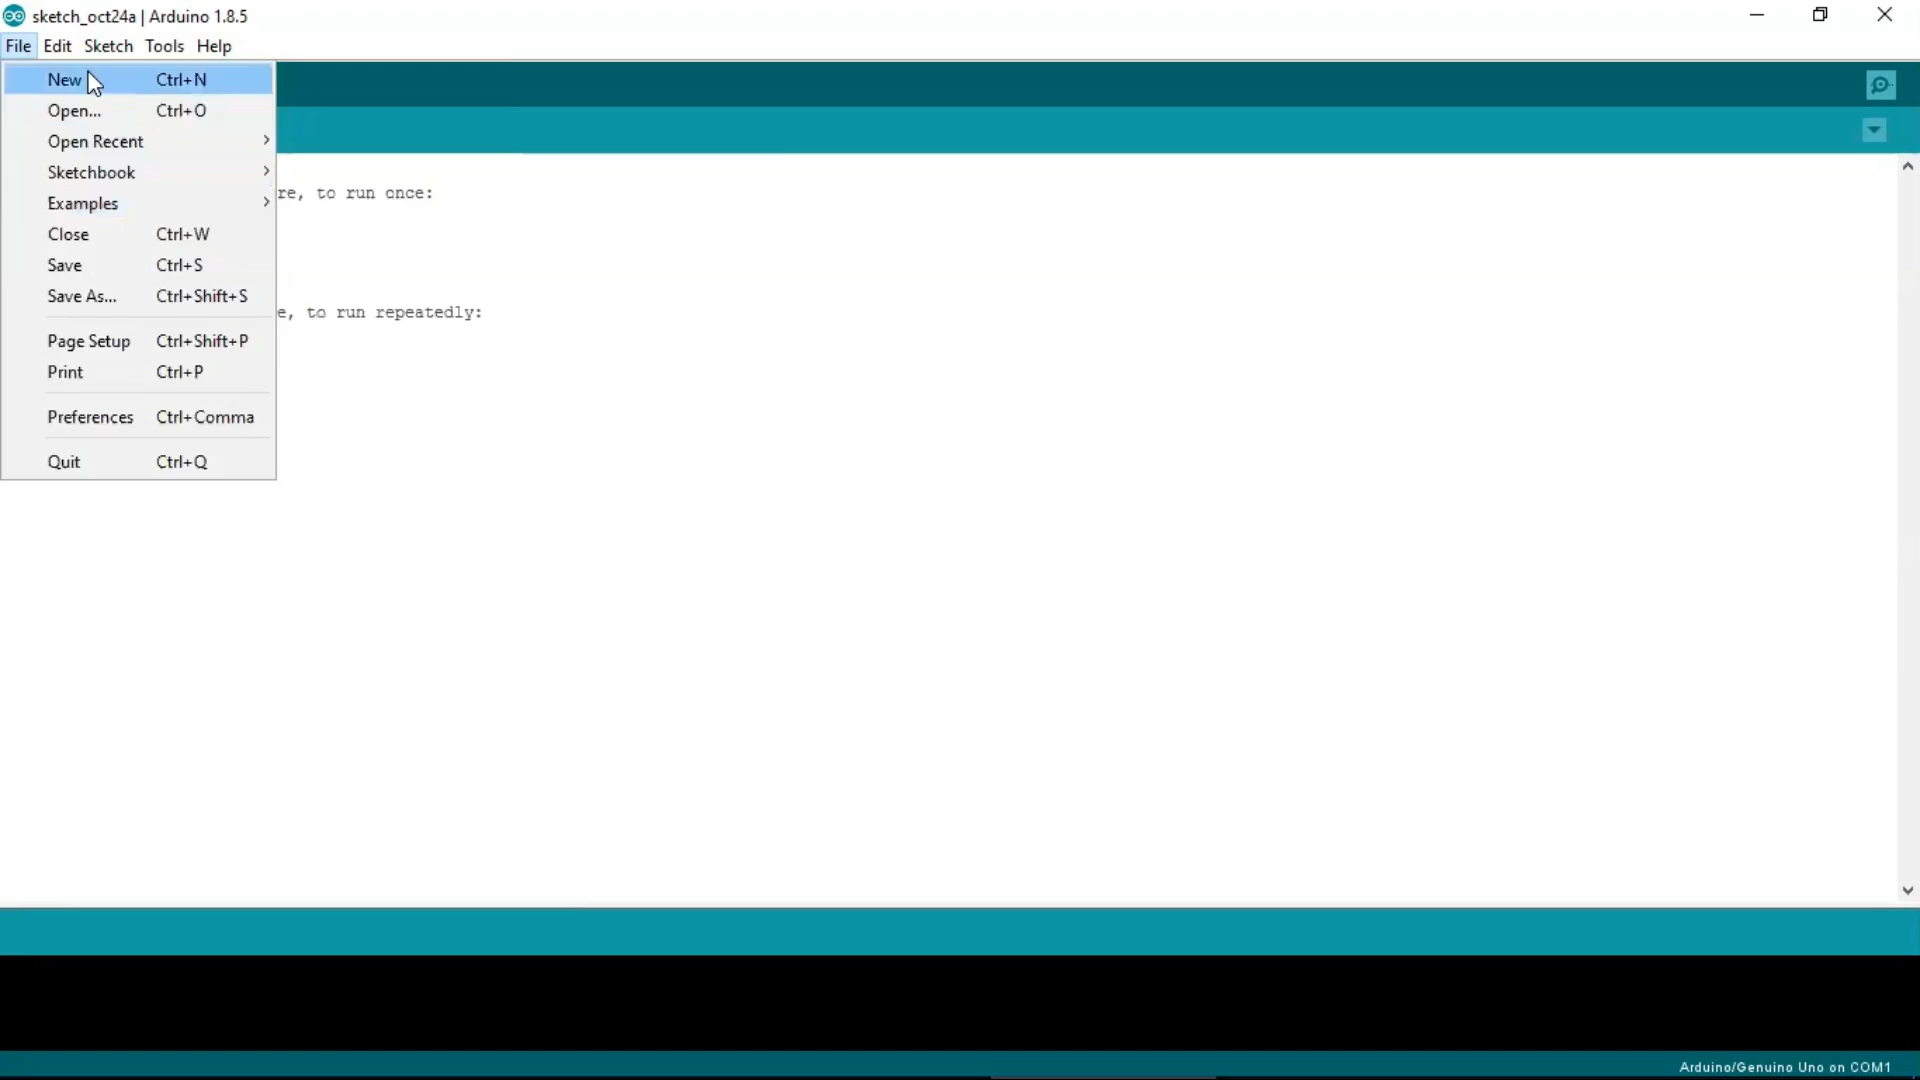 sketch_oct24a | Arduino 1.8.5
File Edit Sketch Tools Help
New Ctrl+N
Open... Ctrl+O
Open Recent
Sketchbook
Examples
Close Ctrl+W
Save Ctrl+S
Save As... Ctrl+Shift+S
Page Setup Ctrl+Shift+P
Print Ctrl+P
Preferences Ctrl+Comma
Quit Ctrl+Q
re, to run once:
e, to run repeatedly:
Arduino/Genuino Uno on COM1